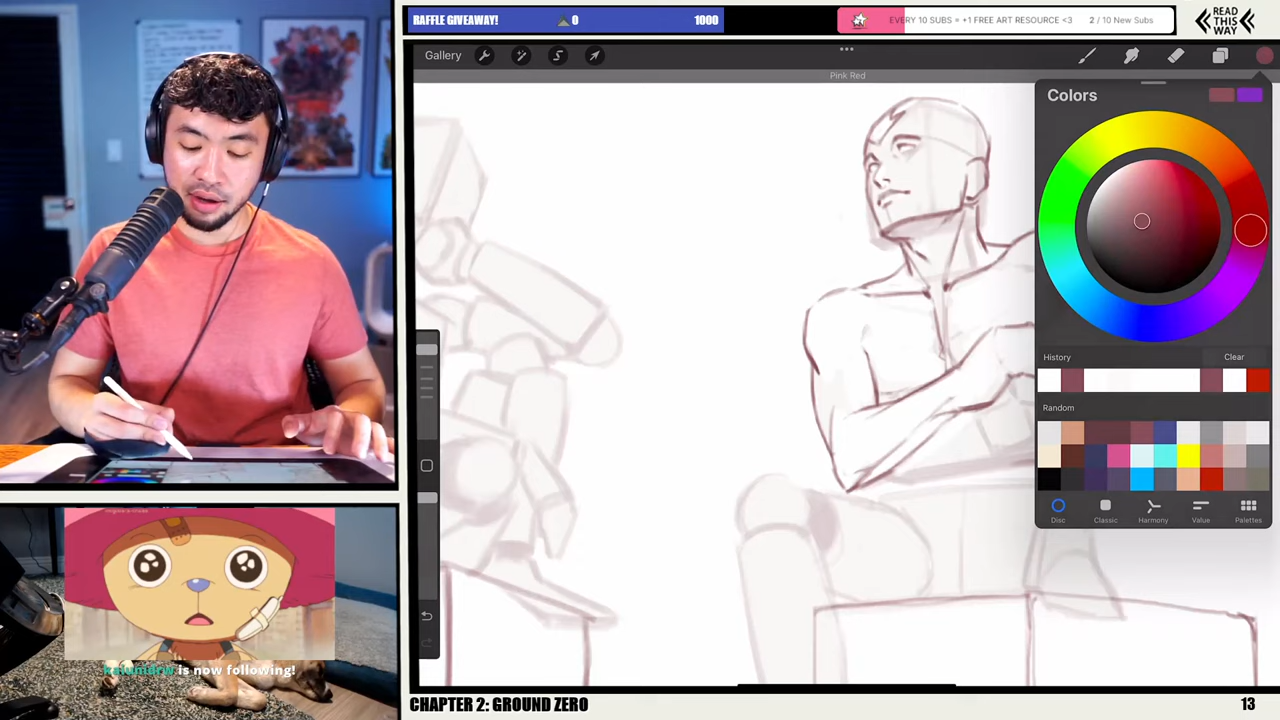 RAFFLE GIVEAWAY! 0 1000
EVERY 10 SUBS = +1 FREE ART RESOURCE <3 2 / 10 New Subs
READ
THIS
WAY
Gallery
Pink Red
Colors
History Clear
Random
Disc Classic Harmony Value Palettes
is now following!
CHAPTER 2: GROUND ZERO
13